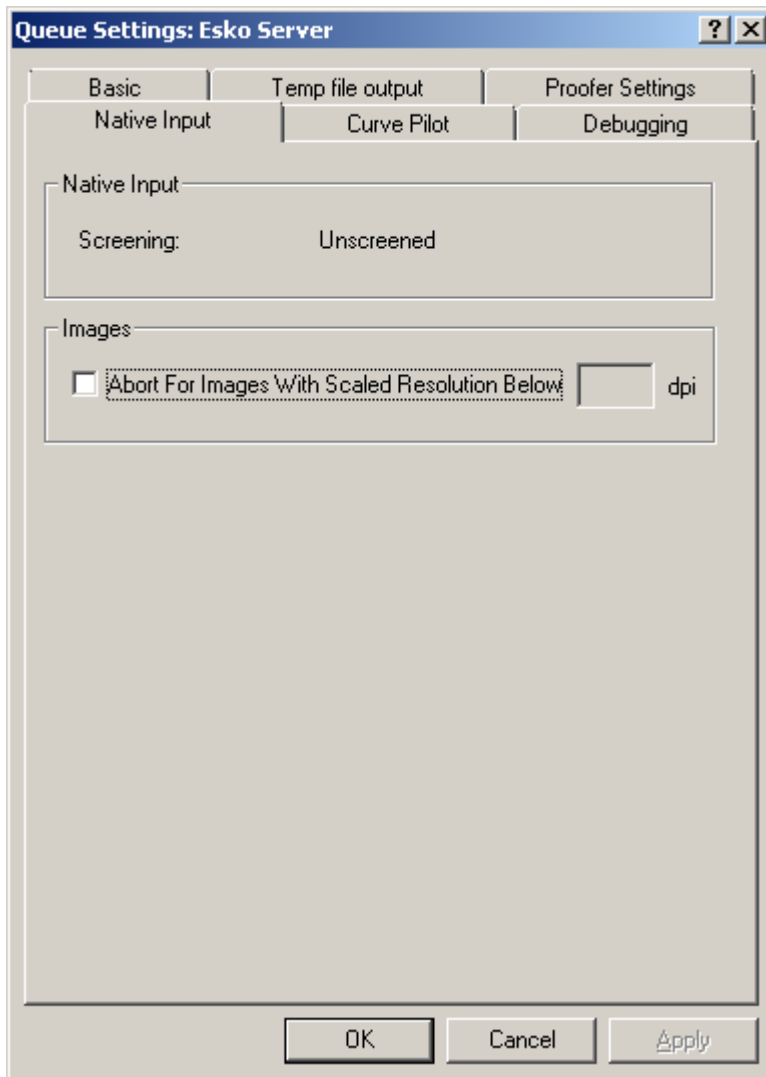 Queue Settings: Esko Server
Basic Temp file output Proofer Settings
Native Input Curve Pilot Debugging
Native Input
Screening: Unscreened
Images
Abort For Images With Scaled Resolution Below dpi
OK Cancel Apply